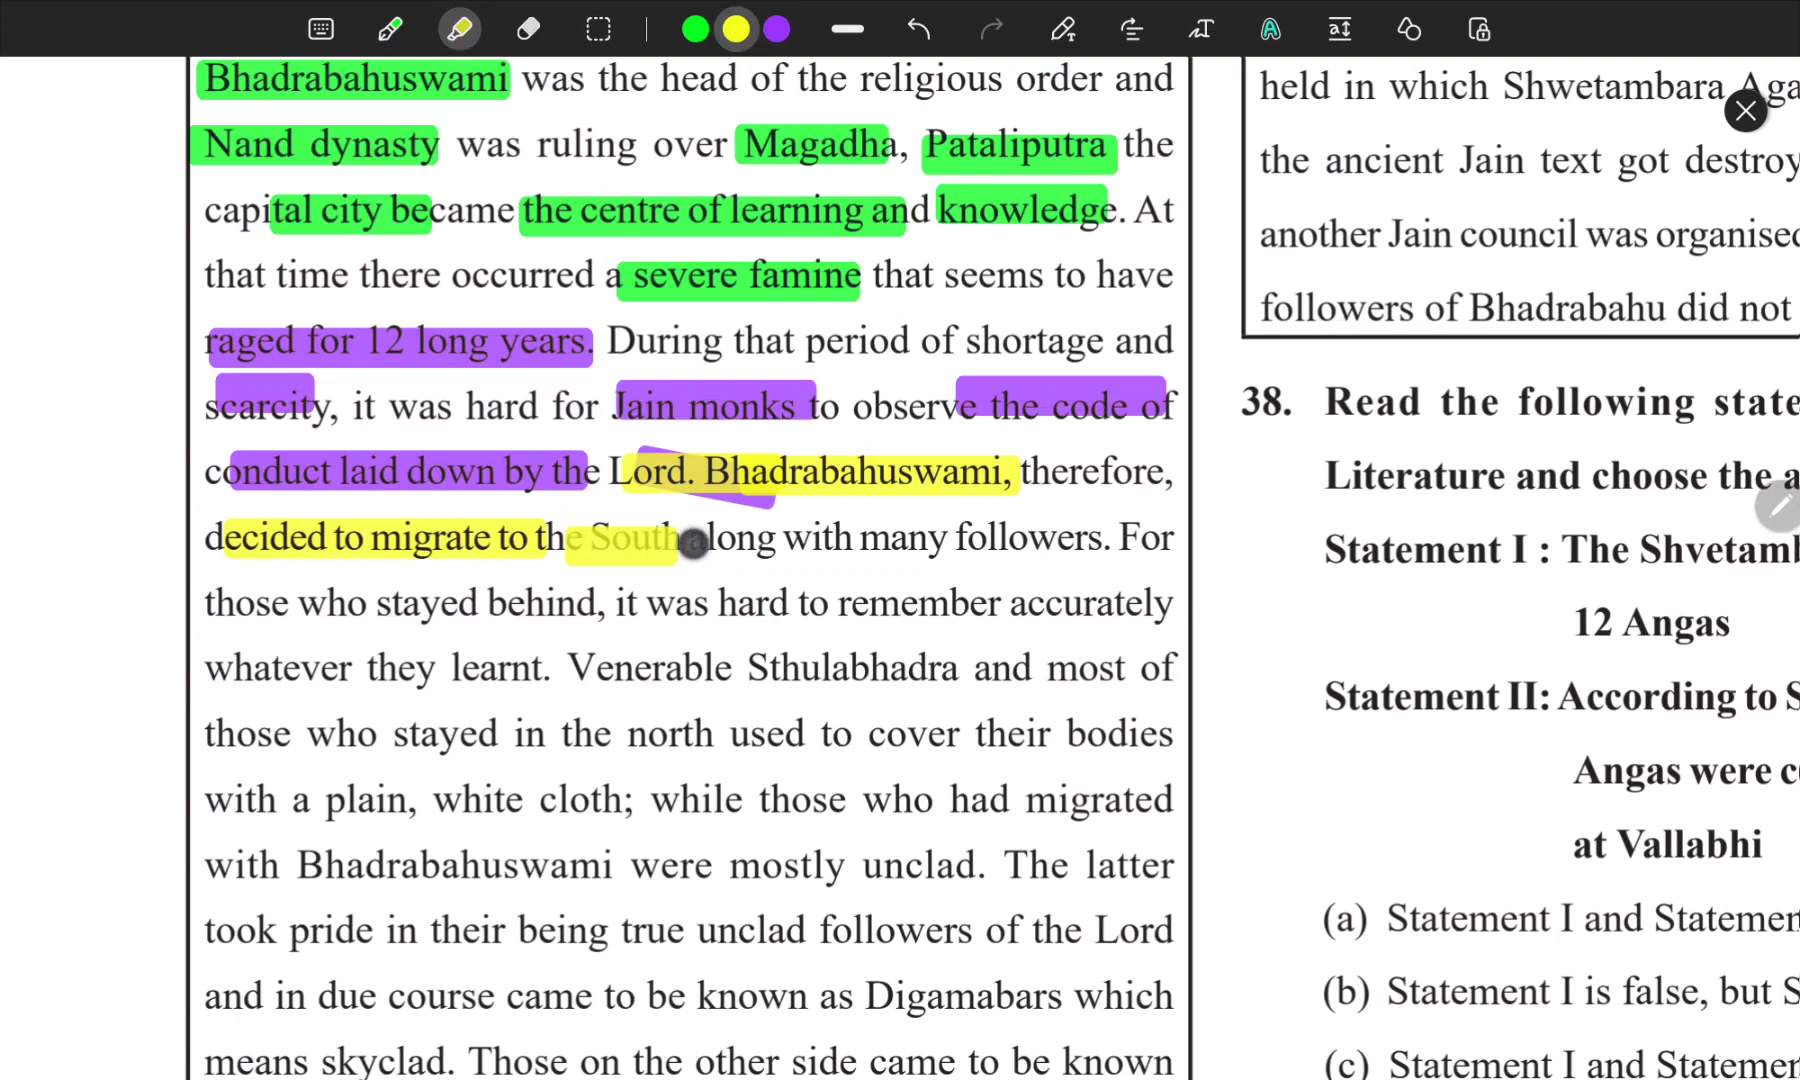 Bhadrabahuswami was the head of the religious order and
Nand dynasty was ruling over Magadha, Pataliputra the
capital city became the centre of learning and knowledge. At
that time there occurred a severe famine that seems to have
raged for 12 long years. During that period of shortage and
scarcity, it was hard for Jain monks to observe the code of
conduct laid down by the Lord. Bhadrabahuswami, therefore,
decided to migrate to the South along with many followers. For
those who stayed behind, it was hard to remember accurately
whatever they learnt. Venerable Sthulabhadra and most of
those who stayed in the north used to cover their bodies
with a plain, white cloth; while those who had migrated
with Bhadrabahuswami were mostly unclad. The latter
took pride in their being true unclad followers of the Lord
and in due course came to be known as Digamabars which
means skyclad. Those on the other side came to be known
held in which Shwetambara Aga
the ancient Jain text got destroy
another Jain council was organised
followers of Bhadrabahu did not
38. Read the following state
Literature and choose the a
Statement I : The Shvetamb
12 Angas
Statement II: According to S
Angas were c
at Vallabhi
(a) Statement I and Statemen
(b) Statement I is false, but S
(c) Statement I and Statemen